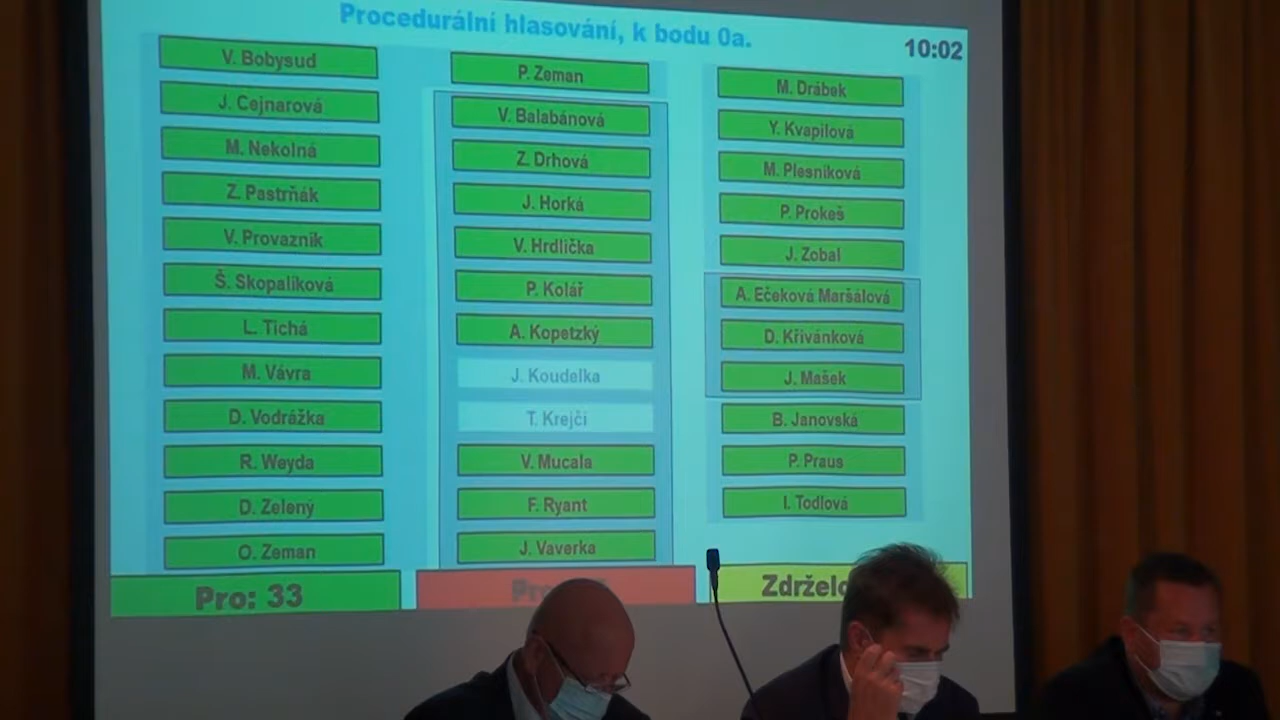 Procedurální hlasování, k bodu 0a.
10:02
V. Bobysud
J. Cejnarová
M. Nekolná
Z. Pastrňák
V. Provazník
Š. Skopalíková
L. Tichá
M. Vávra
D. Vodrážka
R. Weyda
D. Zelený
O. Zeman
P. Zeman
V. Balabánová
Z. Drhová
J. Horká
V. Hrdlička
P. Kolář
A. Kopetzký
J. Koudelka
T. Krejčí
V. Mucala
F. Ryant
J. Vaverka
M. Drábek
Y. Kvapilová
M. Plesníková
P. Prokeš
J. Zobal
A. Ečeková Maršálová
D. Křivánková
J. Mašek
B. Janovská
P. Praus
I. Todlová
Pro: 33